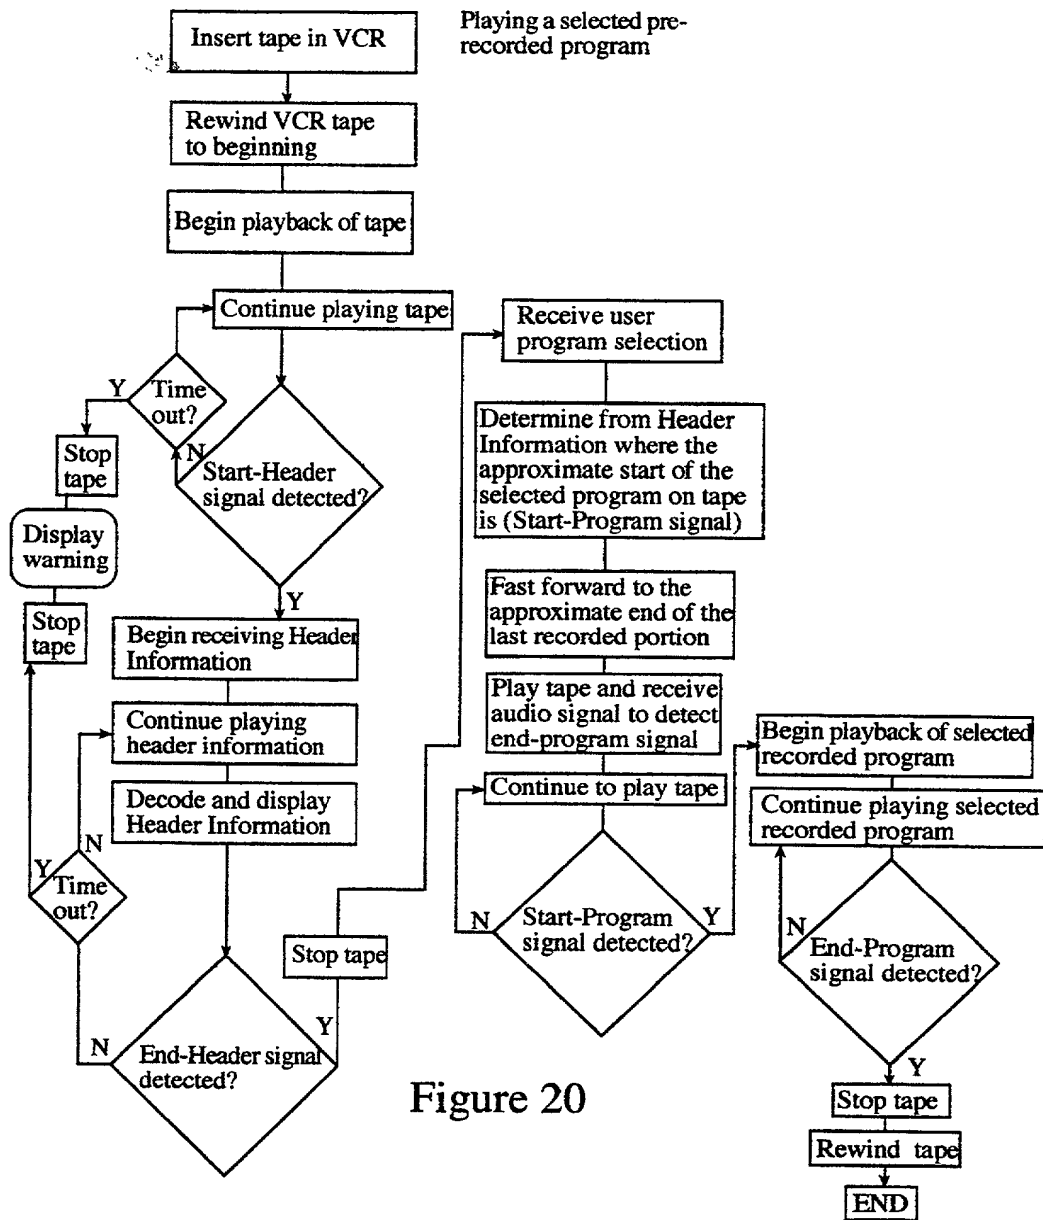 Playing a selected pre-
recorded program
Insert tape in VCR
Rewind VCR tape
to beginning
Begin playback of tape
Continue playing tape
Y
Time
out?
N
Start-Header
signal detected?
Stop
tape
Display
warning
Stop
tape
Y
Begin receiving Header
Information
Continue playing
header information
Decode and display
Header Information
N
Y
Time
out?
N
End-Header signal
detected?
Y
Stop tape
Receive user
program selection
Determine from Header
Information where the
approximate start of the
selected program on tape
is (Start-Program signal)
Fast forward to the
approximate end of the
last recorded portion
Play tape and receive
audio signal to detect
end-program signal
Continue to play tape
N
Start-Program
signal detected?
Y
Begin playback of selected
recorded program
Continue playing selected
recorded program
N
End-Program
signal detected?
Y
Stop tape
Rewind tape
END
Figure 20